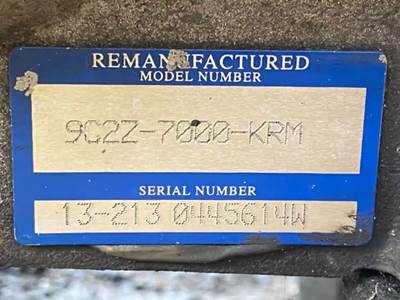 REMANUFACTURED
MODEL NUMBER
9C2Z-7000-KRM
SERIAL NUMBER
13-213 0445614W